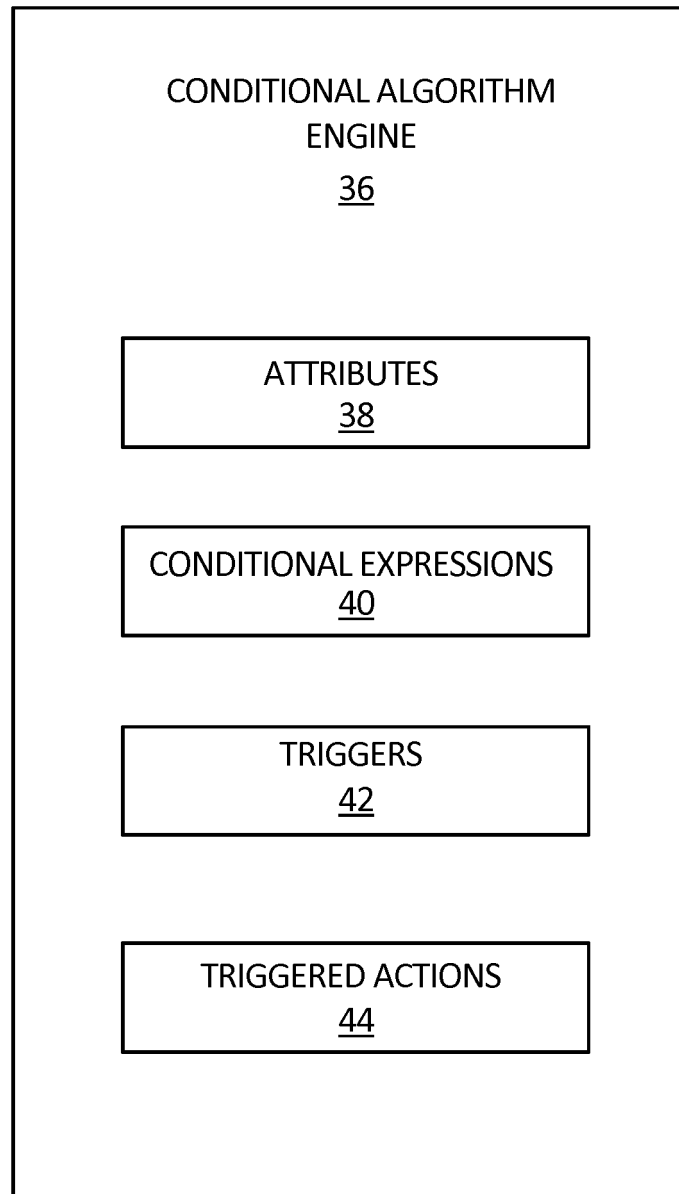 CONDITIONAL ALGORITHM
ENGINE
36
ATTRIBUTES
38
CONDITIONAL EXPRESSIONS
40
TRIGGERS
42
TRIGGERED ACTIONS
44